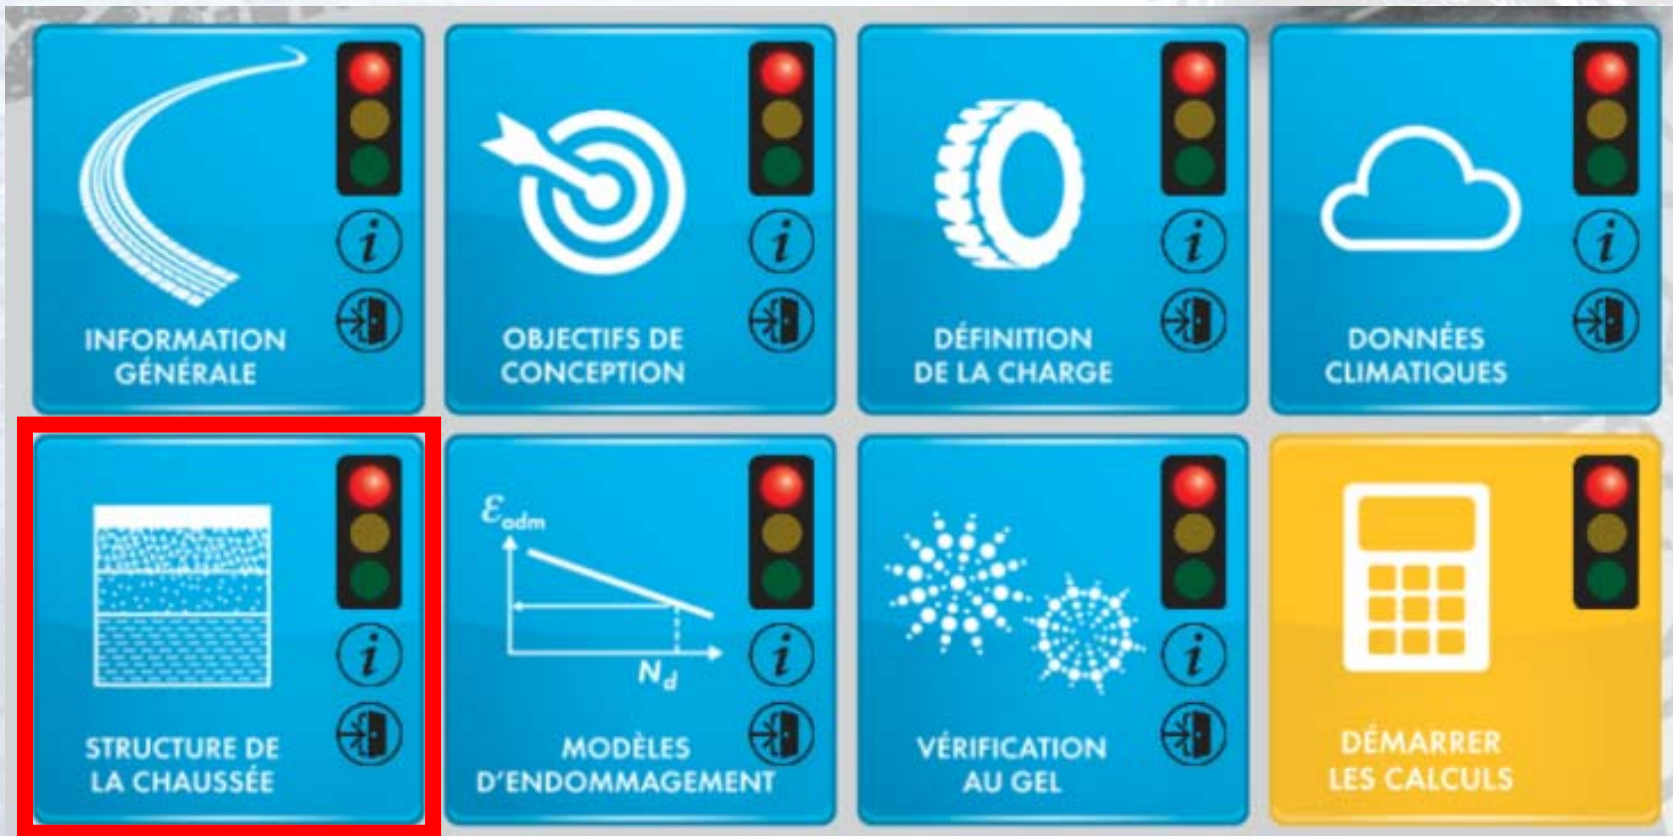 INFORMATION
GÉNÉRALE
i
OBJECTIFS DE
CONCEPTION
i
DÉFINITION
DE LA CHARGE
i
DONNÉES
CLIMATIQUES
i
STRUCTURE DE
LA CHAUSSÉE
i
εadm
Nd
MODÈLES
D'ENDOMMAGEMENT
i
VÉRIFICATION
AU GEL
i
DÉMARRER
LES CALCULS